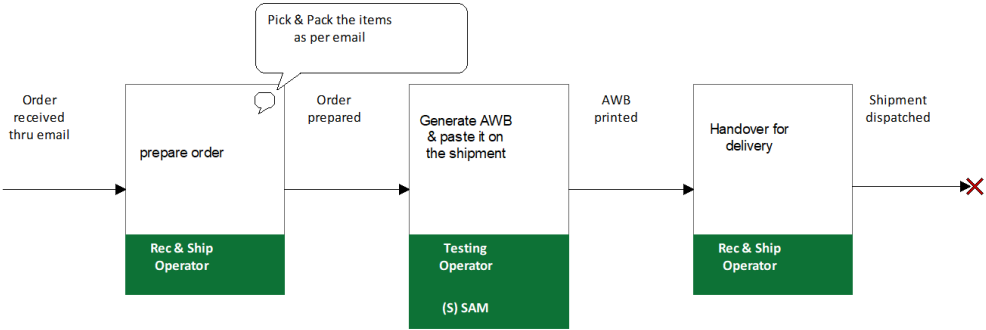 Pick & Pack the items
as per email
Order
received
thru email
prepare order
Rec & Ship
Operator
Order
prepared
Generate AWB
& paste it on
the shipment
Testing
Operator
(S) SAM
AWB
printed
Handover for
delivery
Rec & Ship
Operator
Shipment
dispatched